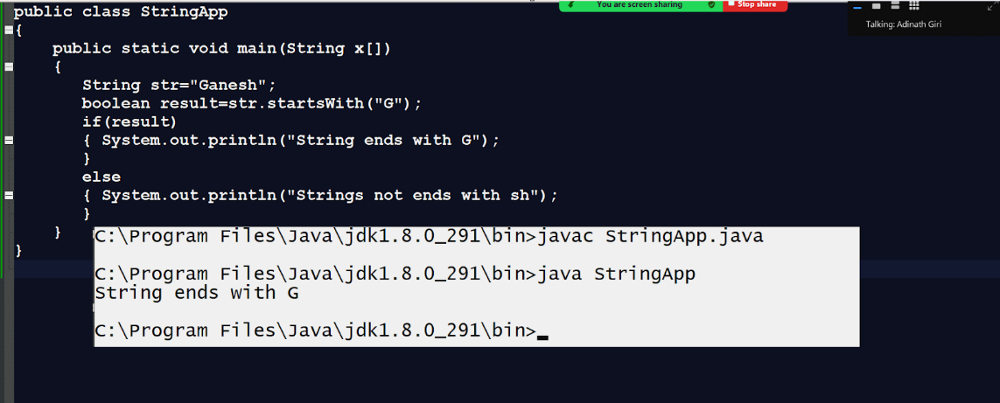 public class StringApp
You are screen sharing
Stop share
Talking: Adinath Giri
{
public static void main(String x[])
{
String str="Ganesh";
boolean result=str.startsWith("G");
if(result)
{ System.out.println("String ends with G");
}
else
{ System.out.println("Strings not ends with sh");
}
}
}
C:\Program Files\Java\jdk1.8.0_291\bin>javac StringApp.java
C:\Program Files\Java\jdk1.8.0_291\bin>java StringApp
String ends with G
C:\Program Files\Java\jdk1.8.0_291\bin>